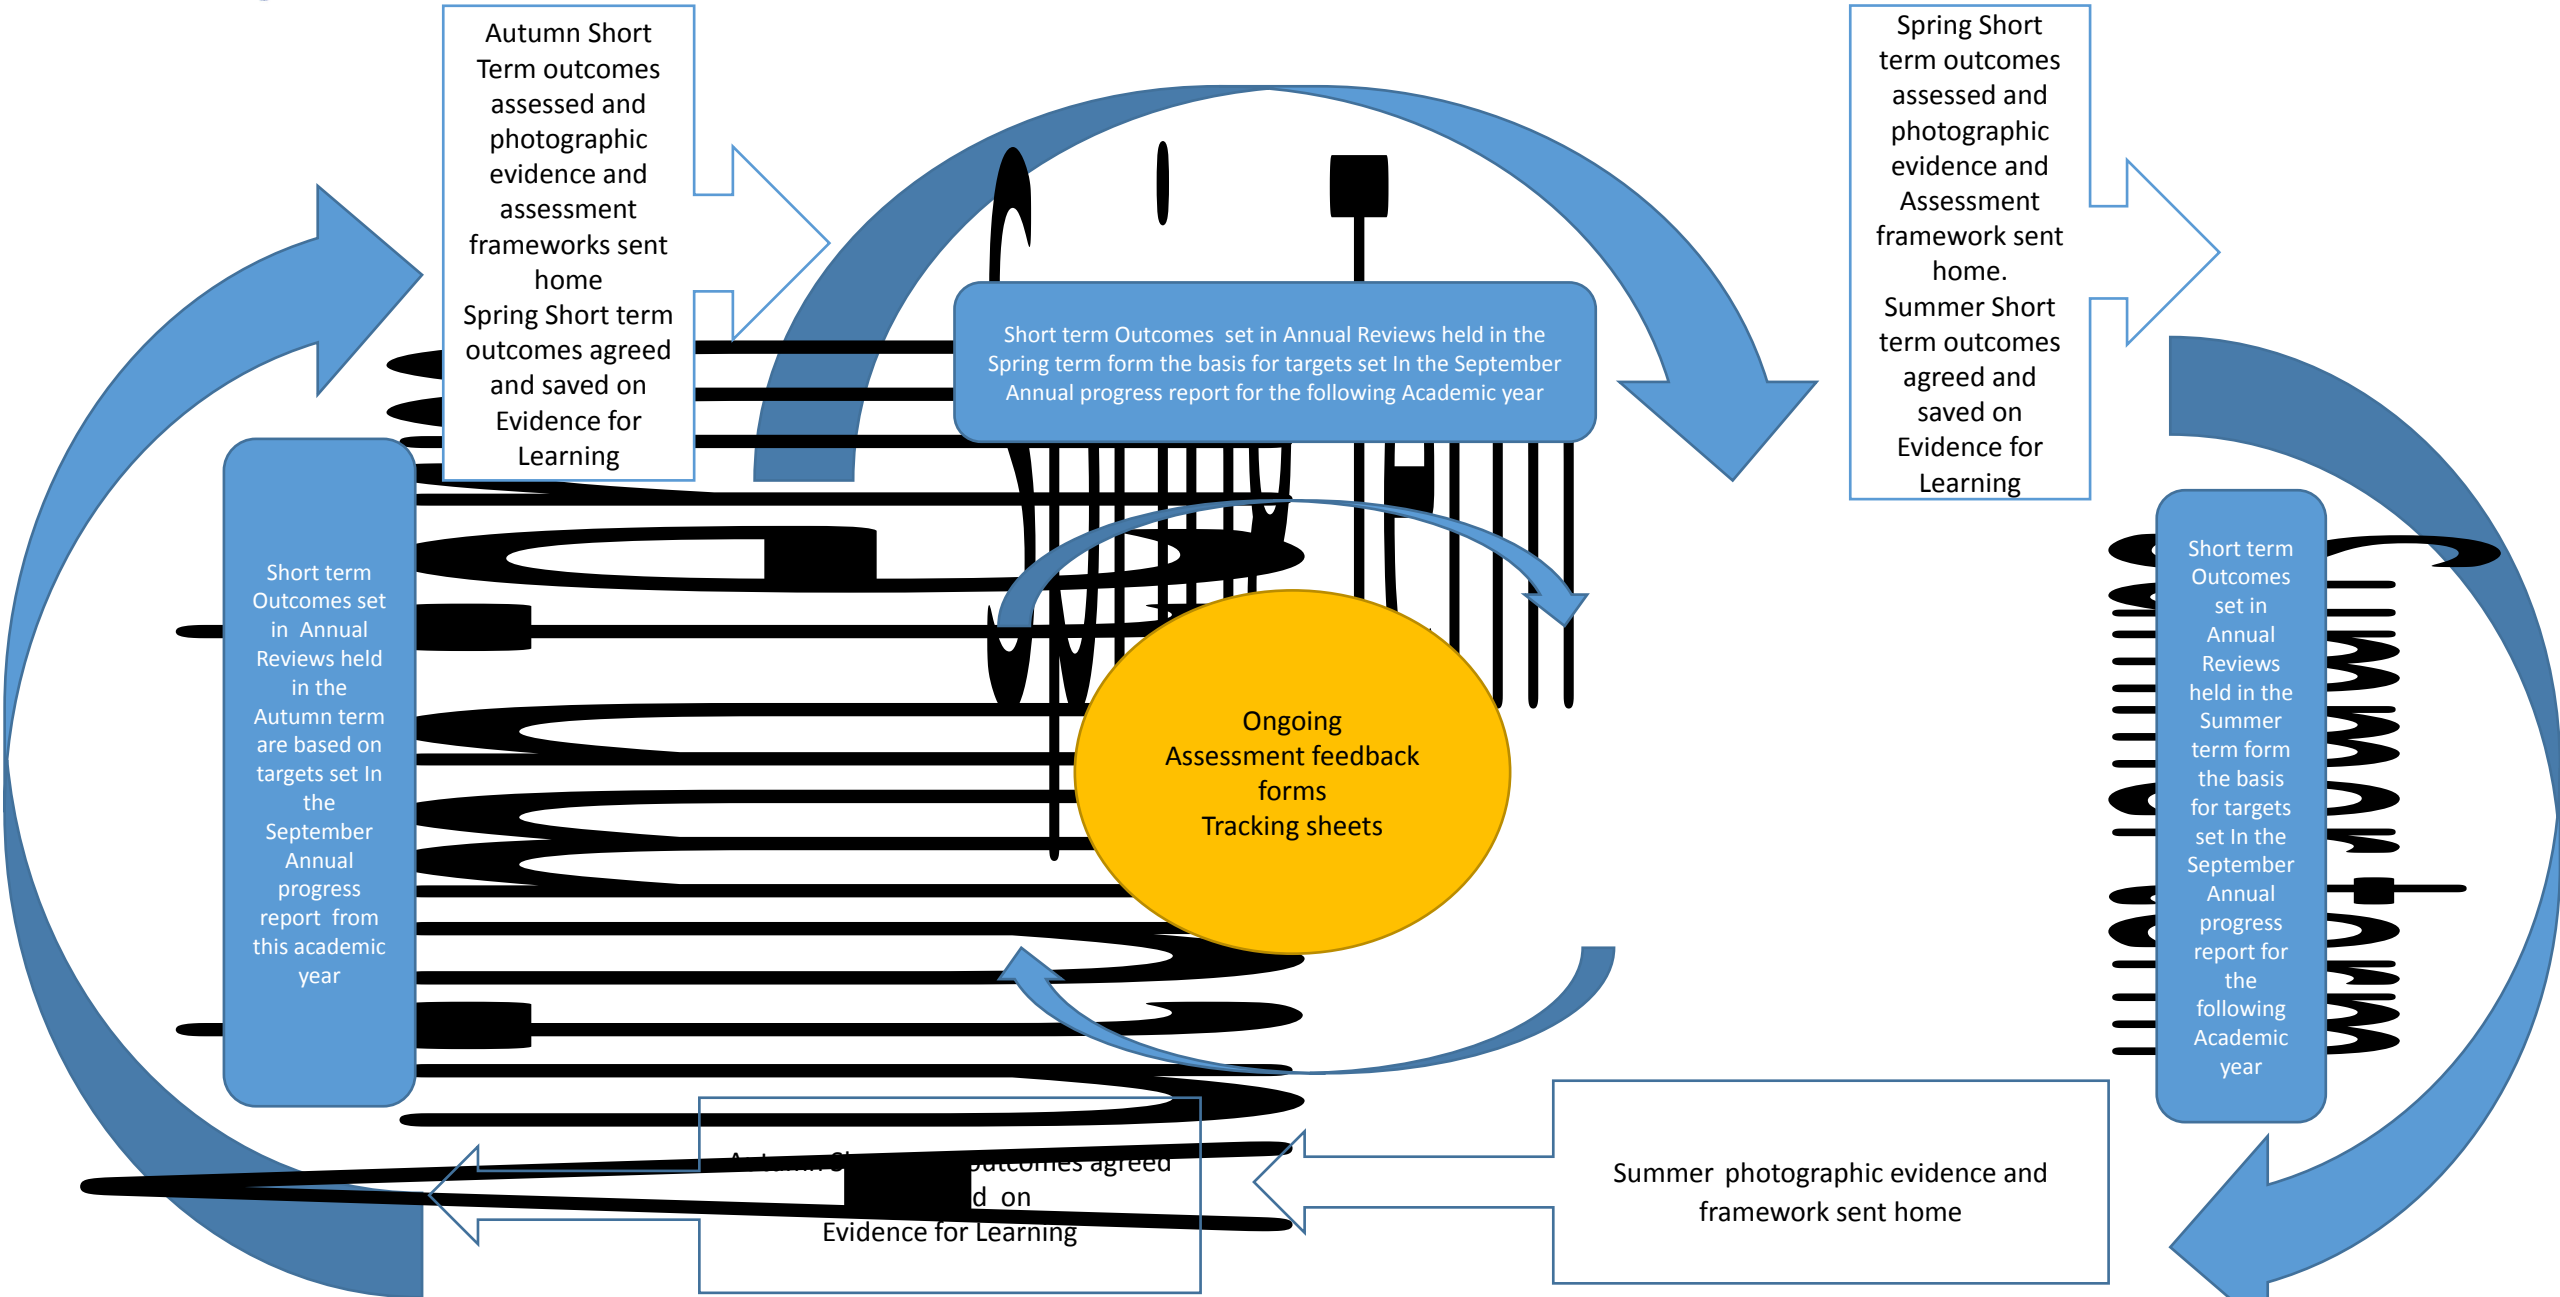 Autumn Short
Term outcomes
assessed and
photographic
evidence and
assessment
frameworks sent
home
Spring Short term
outcomes agreed
and saved on
Evidence for
Learning
Spring Short
term outcomes
assessed and
photographic
evidence and
Assessment
framework sent
home.
Summer Short
term outcomes
agreed and
saved on
Evidence for
Learning
Short term Outcomes set in Annual Reviews held in the
Spring term form the basis for targets set In the September
Annual progress report for the following Academic year
Short term
Outcomes set
in Annual
Reviews held
in the
Autumn term
are based on
targets set In
the
September
Annual
progress
report from
this academic
year
Ongoing
Assessment feedback
forms
Tracking sheets
Short term
Outcomes
set in
Annual
Reviews
held in the
Summer
term form
the basis
for targets
set In the
September
Annual
progress
report for
the
following
Academic
year
Summer photographic evidence and
framework sent home
Autumn outcomes agreed
on
Evidence for Learning